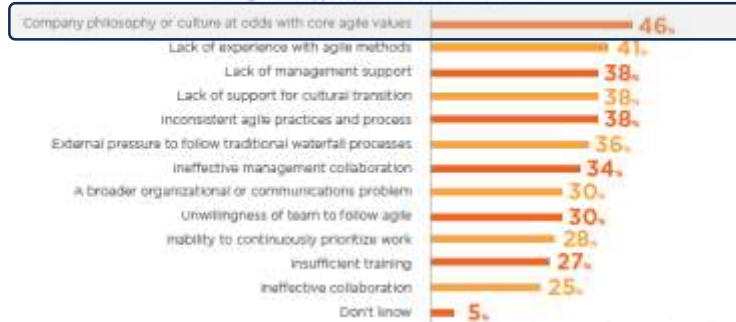 Company philosophy or culture at odds with core agile values 46%
Lack of experience with agile methods 41%
Lack of management support 38%
Lack of support for cultural transition 38%
Inconsistent agile practices and process 38%
External pressure to follow traditional waterfall processes 36%
Ineffective management collaboration 34%
A broader organizational or communications problem 30%
Unwillingness of team to follow agile 30%
Inability to continuously prioritize work 28%
Insufficient training 27%
Ineffective collaboration 25%
Don't know 5%